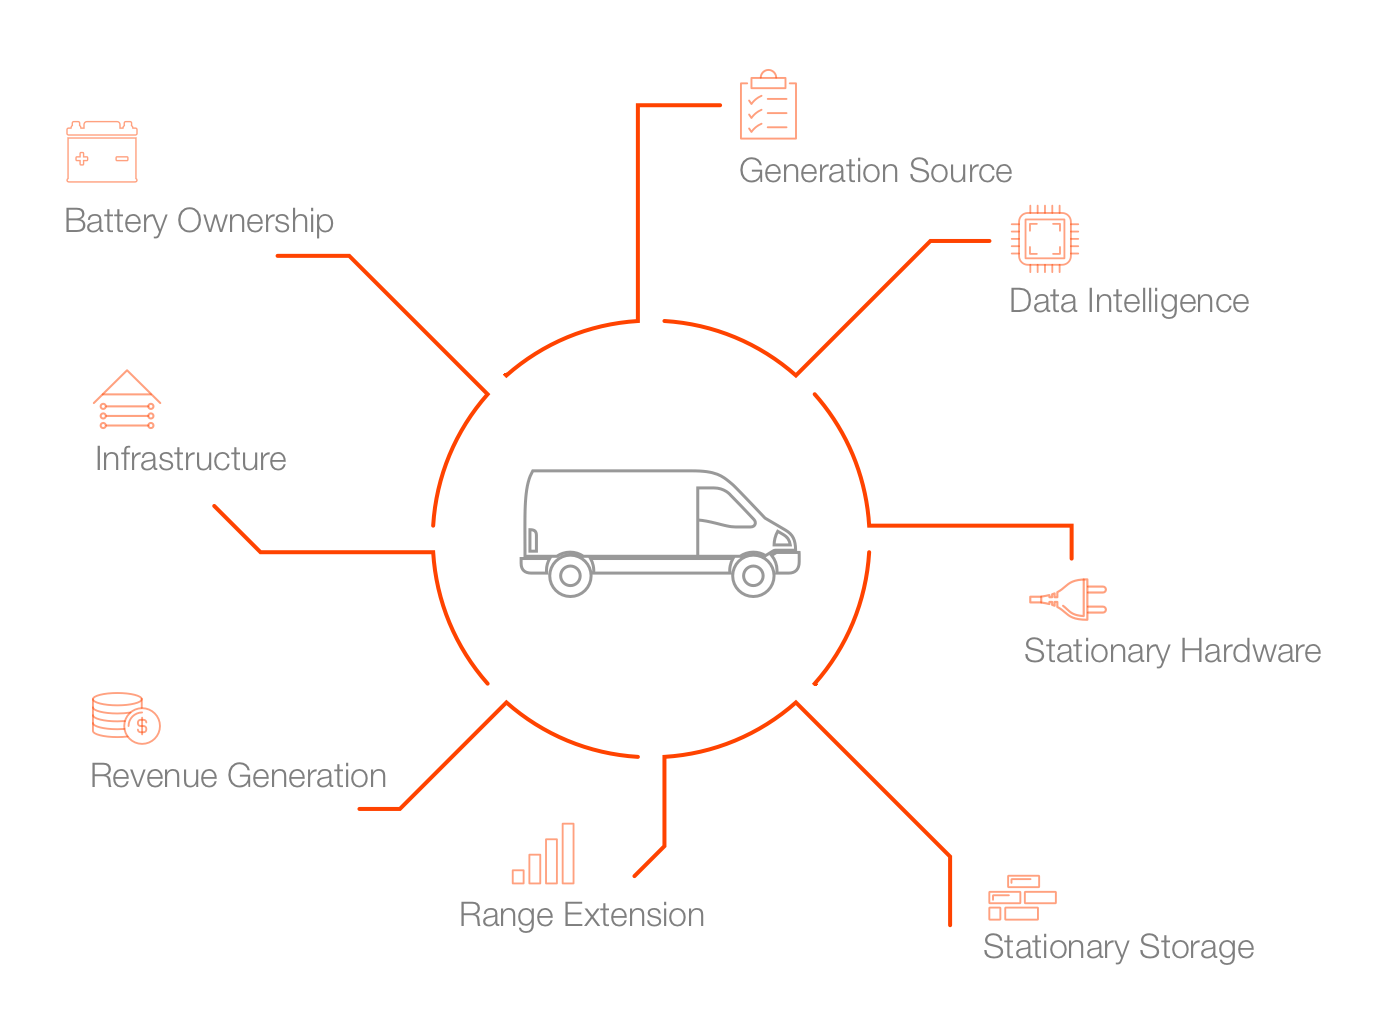 Generation Source
Battery Ownership
Data Intelligence
Infrastructure
Stationary Hardware
$
Revenue Generation
Range Extension
Stationary Storage